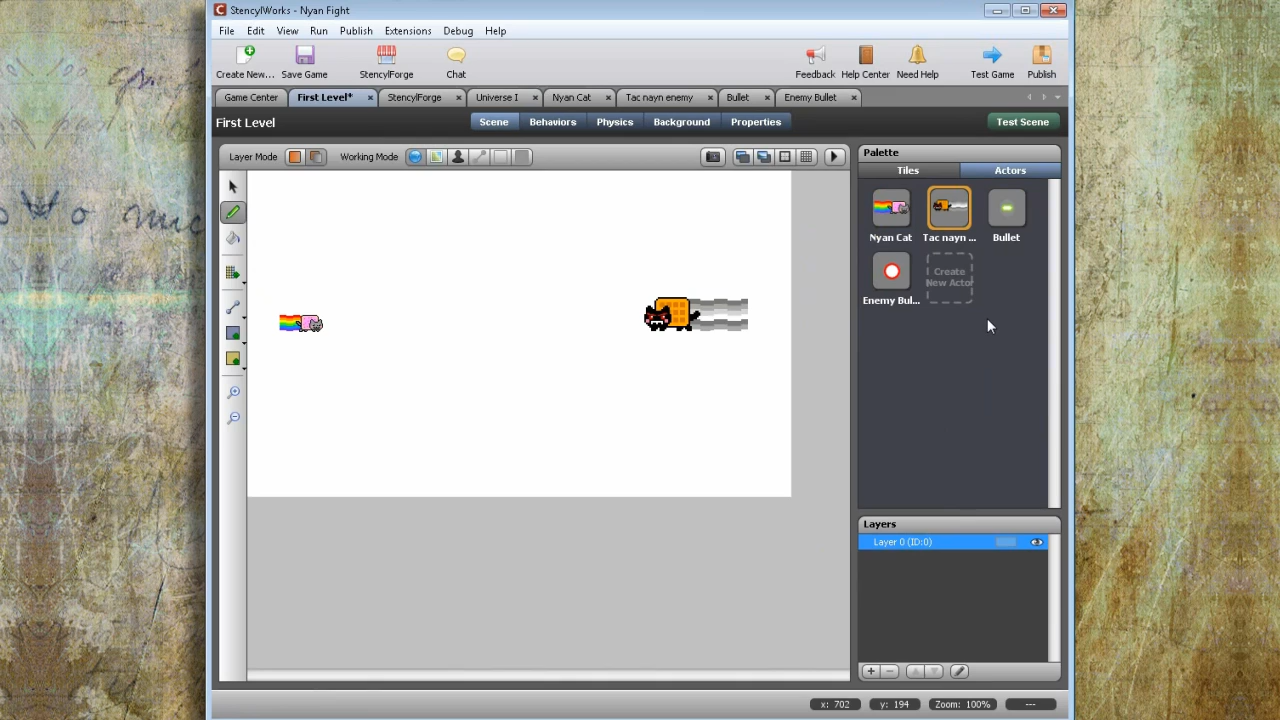 StencylWorks - Nyan Fight
File Edit View Run Publish Extensions Debug Help
Create New... Save Game StencylForge Chat Feedback Help Center Need Help Test Game Publish
Game Center First Level* StencylForge Universe I Nyan Cat Tac nayn enemy Bullet Enemy Bullet
First Level Scene Behaviors Physics Background Properties Test Scene
Layer Mode Working Mode Palette
Tiles Actors
Nyan Cat Tac nayn ... Bullet
Create
New Actor
Enemy Bul...
Layers
Layer 0 (ID:0)
x: 702 y: 194 Zoom: 100% ---